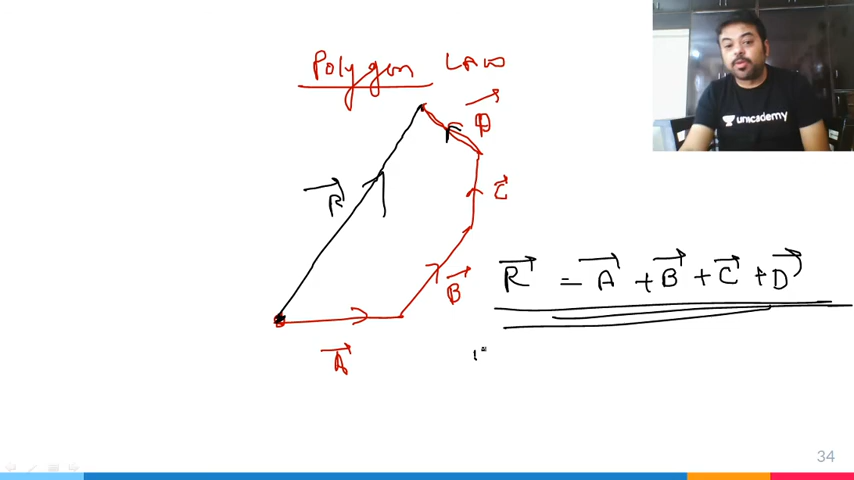 Polygon LAW
unacademy
D
R
C
B
R = A + B + C + D
A
34